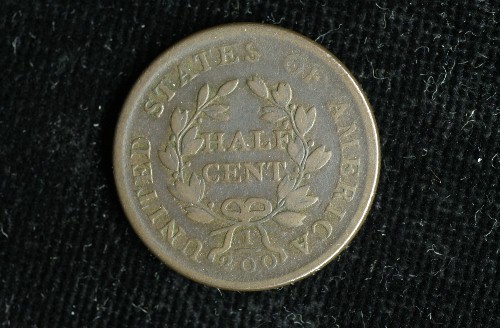 UNITED STATES OF AMERICA
HALF
CENT
1
200